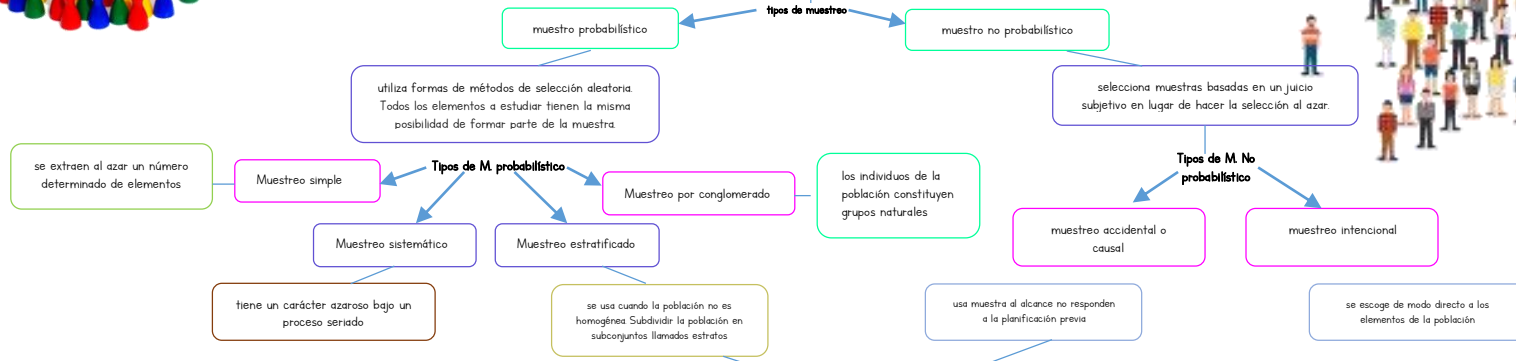 tipos de muestreo
muestro probabilístico
muestro no probabilístico
utiliza formas de métodos de selección aleatoria.
Todos los elementos a estudiar tienen la misma
posibilidad de formar parte de la muestra.
selecciona muestras basadas en un juicio
subjetivo en lugar de hacer la selección al azar.
Tipos de M. probabilístico
se extraen al azar un número
determinado de elementos
Muestreo simple
Muestreo por conglomerado
los individuos de la
población constituyen
grupos naturales
Muestreo sistemático
Muestreo estratificado
tiene un carácter azaroso bajo un
proceso seriado
se usa cuando la población no es
homogénea. Subdividir la población en
subconjuntos llamados estratos
Tipos de M. No
probabilístico
muestreo accidental o
causal
muestreo intencional
usa muestra al alcance no responden
a la planificación previa
se escoge de modo directo a los
elementos de la población